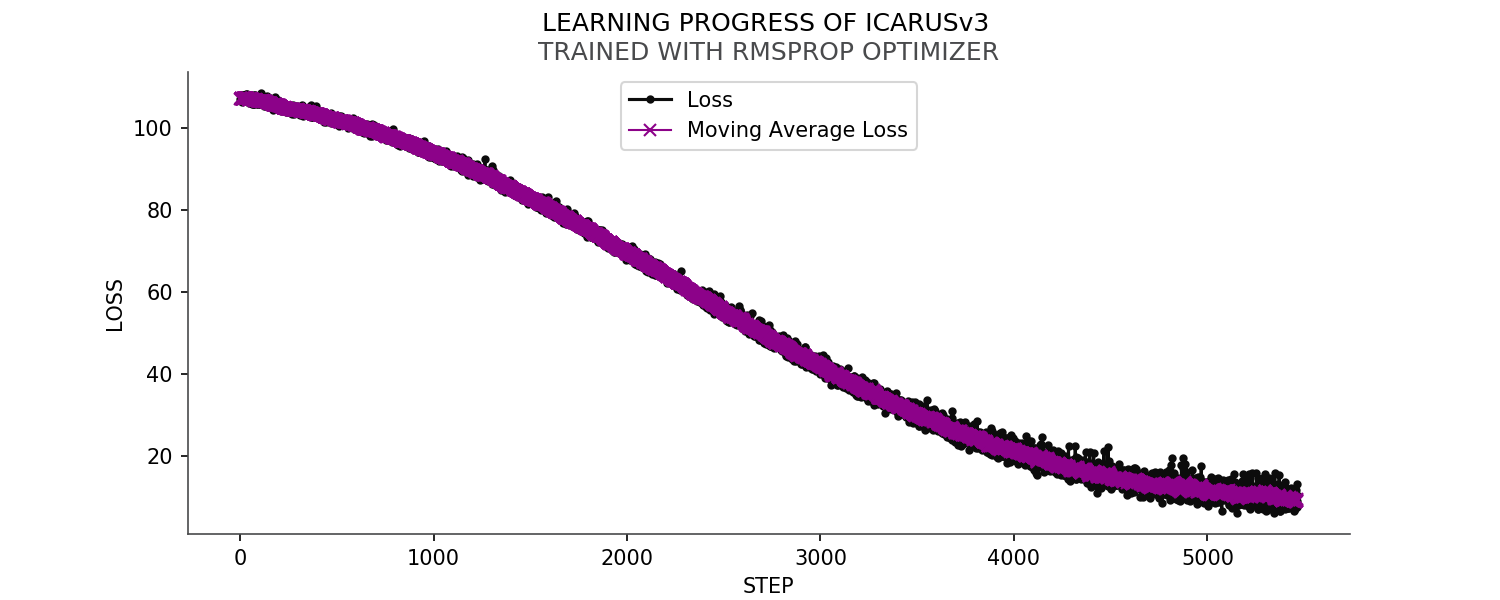 LEARNING PROGRESS OF ICARUSv3
TRAINED WITH RMSPROP OPTIMIZER
Loss
Moving Average Loss
LOSS
100
80
60
40
20
0 1000 2000 3000 4000 5000
STEP